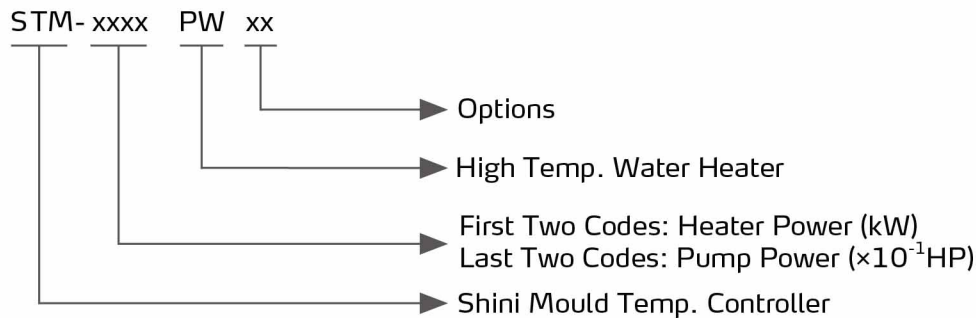 STM- xxxx PW xx
Options
High Temp. Water Heater
First Two Codes: Heater Power (kW)
Last Two Codes: Pump Power (×10⁻¹HP)
Shini Mould Temp. Controller